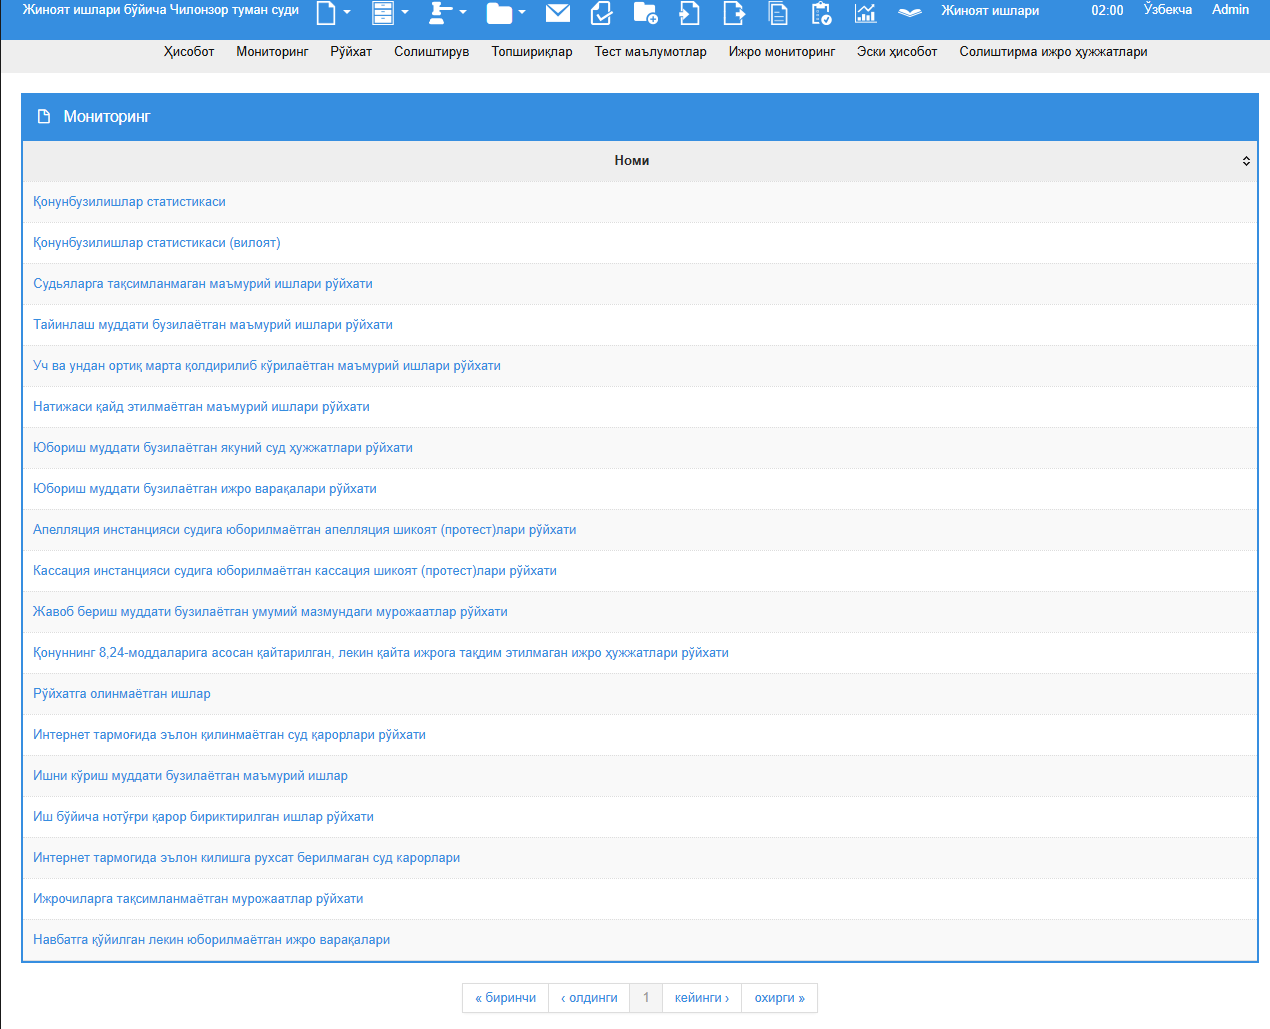 Жиноят ишлари бўйича Чилонзор туман суди Жиноят ишлари 02:00 Ўзбекча Admin
Ҳисобот Мониторинг Рўйхат Солиштирув Топшириқлар Тест маълумотлар Ижро мониторинг Эски ҳисобот Солиштирма ижро ҳужжатлари
Мониторинг
Номи
Қонунбузилишлар статистикаси
Қонунбузилишлар статистикаси (вилоят)
Судьяларга тақсимланмаган маъмурий ишлари рўйхати
Тайинлаш муддати бузилаётган маъмурий ишлари рўйхати
Уч ва ундан ортиқ марта қолдирилиб кўрилаётган маъмурий ишлари рўйхати
Натижаси қайд этилмаётган маъмурий ишлари рўйхати
Юбориш муддати бузилаётган якуний суд ҳужжатлари рўйхати
Юбориш муддати бузилаётган ижро варақалари рўйхати
Апелляция инстанцияси судига юборилмаётган апелляция шикоят (протест)лари рўйхати
Кассация инстанцияси судига юборилмаётган кассация шикоят (протест)лари рўйхати
Жавоб бериш муддати бузилаётган умумий мазмундаги мурожаатлар рўйхати
Қонуннинг 8,24-моддаларига асосан қайтарилган, лекин қайта ижрога тақдим этилмаган ижро ҳужжатлари рўйхати
Рўйхатга олинмаётган ишлар
Интернет тармоғида эълон қилинмаётган суд қарорлари рўйхати
Ишни кўриш муддати бузилаётган маъмурий ишлар
Иш бўйича нотўғри қарор бириктирилган ишлар рўйхати
Интернет тармогида эълон килишга рухсат берилмаган суд карорлари
Ижрочиларга тақсимланмаётган мурожаатлар рўйхати
Навбатга қўйилган лекин юборилмаётган ижро варақалари
« биринчи ‹ олдинги 1 кейинги › охирги »